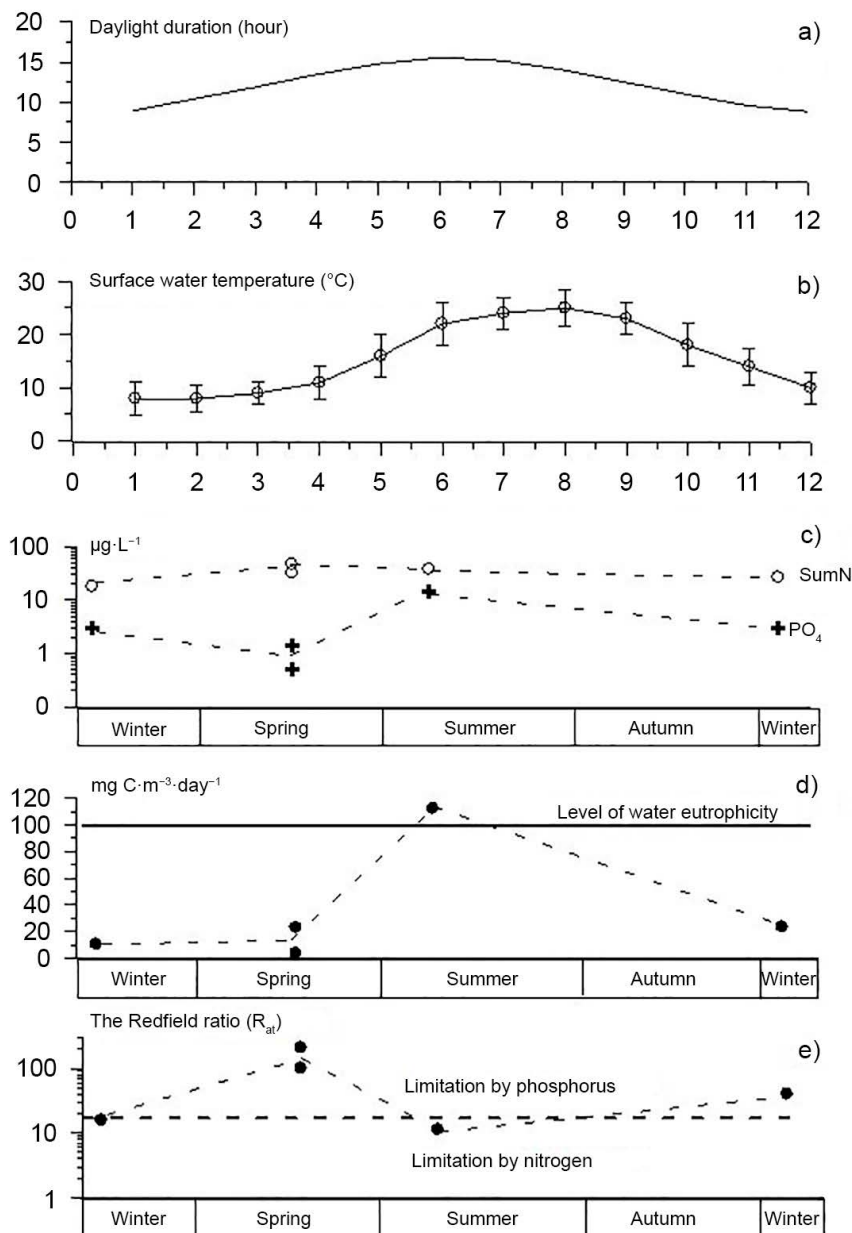 20
Daylight duration (hour)
a)
15
10
5
0
0 1 2 3 4 5 6 7 8 9 10 11 12
30
Surface water temperature (°C)
b)
20
10
0
0 1 2 3 4 5 6 7 8 9 10 11 12
c)
100
µg·L⁻¹
SumN
10
PO₄
1
0
Winter Spring Summer Autumn Winter
mg C·m⁻³·day⁻¹
d)
120
Level of water eutrophicity
100
80
60
40
20
0
Winter Spring Summer Autumn Winter
The Redfield ratio (Rₐₜ)
e)
100
Limitation by phosphorus
10
Limitation by nitrogen
1
Winter Spring Summer Autumn Winter